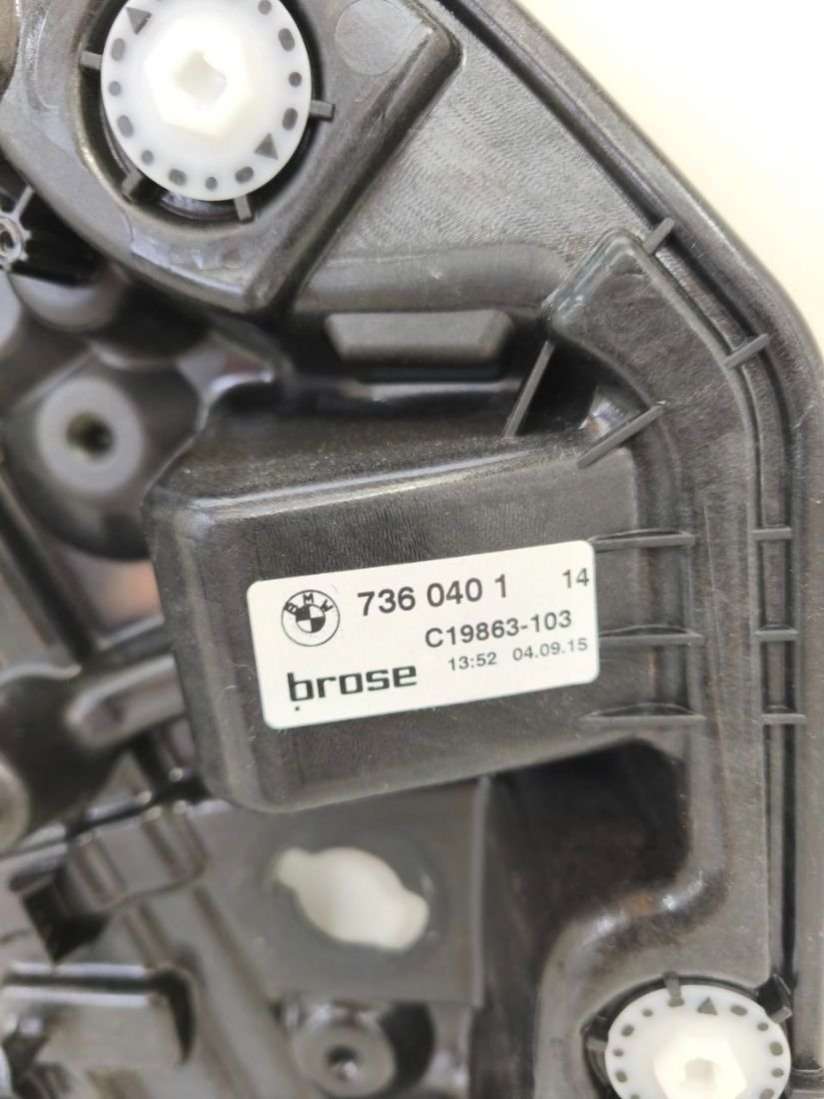 BMW 736 040 1 14
C19863-103
brose 13:52 04.09.15